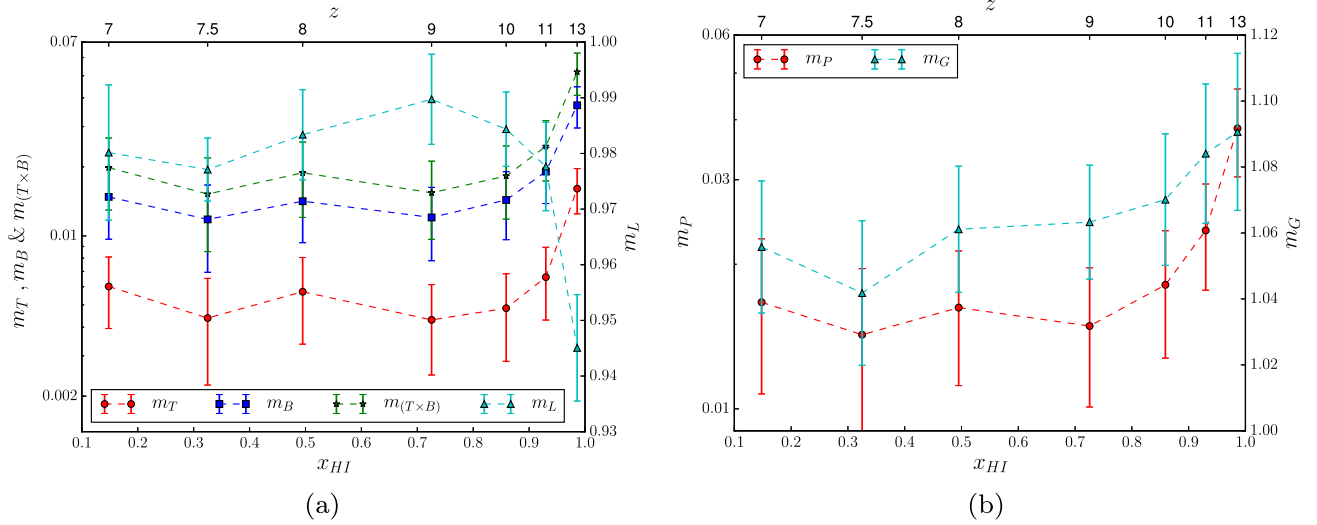 z
7 7.5 8 9 10 11 13
0.07
0.01
0.002
m_T , m_B & m_(T×B)
1.00
0.99
0.98
0.97
0.96
0.95
0.94
0.93
m_L
m_T m_B m_(T×B) m_L
0.1 0.2 0.3 0.4 0.5 0.6 0.7 0.8 0.9 1.0
x_HI
(a)
z
7 7.5 8 9 10 11 13
m_P m_G
0.06
0.03
0.02
0.01
m_P
1.12
1.10
1.08
1.06
1.04
1.02
1.00
m_G
0.1 0.2 0.3 0.4 0.5 0.6 0.7 0.8 0.9 1.0
x_HI
(b)